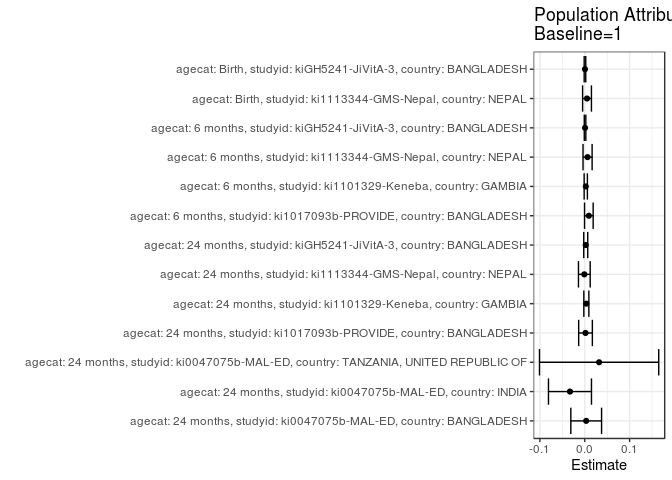 Population Attribu
Baseline=1
agecat: Birth, studyid: kiGH5241-JiVitA-3, country: BANGLADESH
agecat: Birth, studyid: ki1113344-GMS-Nepal, country: NEPAL
agecat: 6 months, studyid: kiGH5241-JiVitA-3, country: BANGLADESH
agecat: 6 months, studyid: ki1113344-GMS-Nepal, country: NEPAL
agecat: 6 months, studyid: ki1101329-Keneba, country: GAMBIA
agecat: 6 months, studyid: ki1017093b-PROVIDE, country: BANGLADESH
agecat: 24 months, studyid: kiGH5241-JiVitA-3, country: BANGLADESH
agecat: 24 months, studyid: ki1113344-GMS-Nepal, country: NEPAL
agecat: 24 months, studyid: ki1101329-Keneba, country: GAMBIA
agecat: 24 months, studyid: ki1017093b-PROVIDE, country: BANGLADESH
agecat: 24 months, studyid: ki0047075b-MAL-ED, country: TANZANIA, UNITED REPUBLIC OF
agecat: 24 months, studyid: ki0047075b-MAL-ED, country: INDIA
agecat: 24 months, studyid: ki0047075b-MAL-ED, country: BANGLADESH
-0.1 0.0 0.1
Estimate